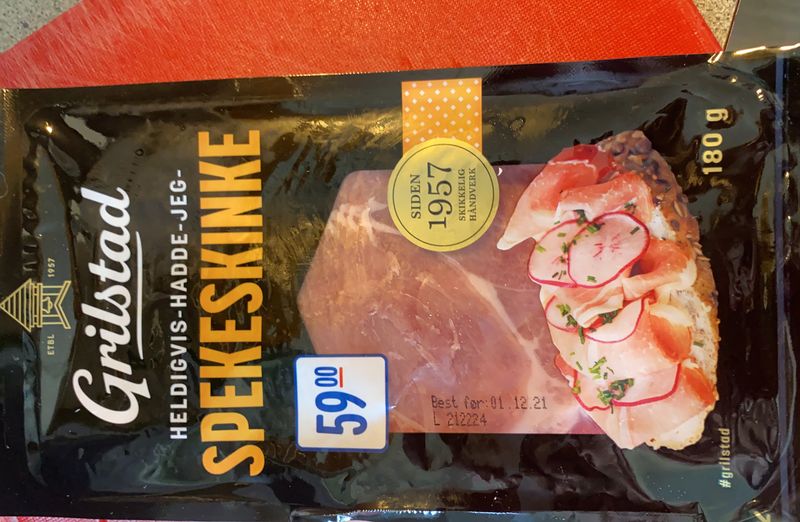 ETBL 1957
Grilstad
HELDIGVIS-HADDE-JEG-
SPEKESKINKE
SIDEN
1957
SKIKKELIG
HÅNDVERK
59 00
Best før:01.12.21
L 212224
180 g
#grilstad